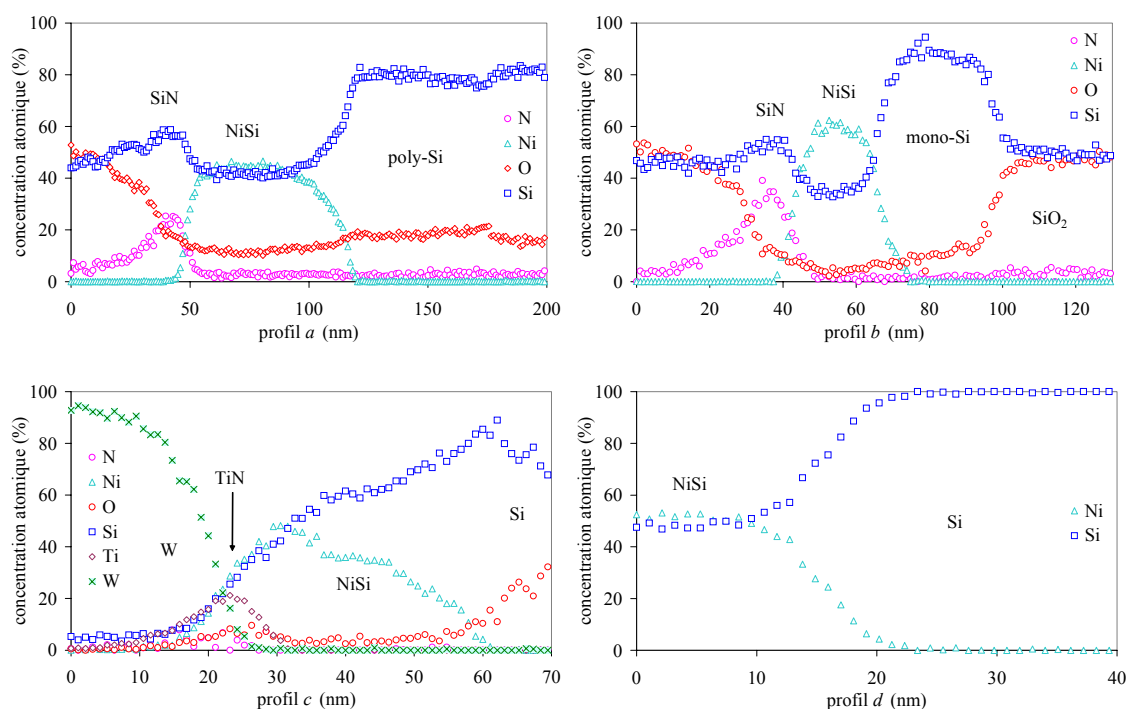 concentration atomique (%)
100
80
60
40
20
0
SiN
NiSi
poly-Si
N
Ni
O
Si
0
50
100
150
200
profil a (nm)
concentration atomique (%)
100
80
60
40
20
0
SiN
NiSi
mono-Si
SiO2
N
Ni
O
Si
0
20
40
60
80
100
120
profil b (nm)
concentration atomique (%)
100
80
60
40
20
0
N
Ni
O
Si
Ti
W
W
TiN
NiSi
Si
0
10
20
30
40
50
60
70
profil c (nm)
concentration atomique (%)
100
80
60
40
20
0
NiSi
Si
Ni
Si
0
10
20
30
40
profil d (nm)